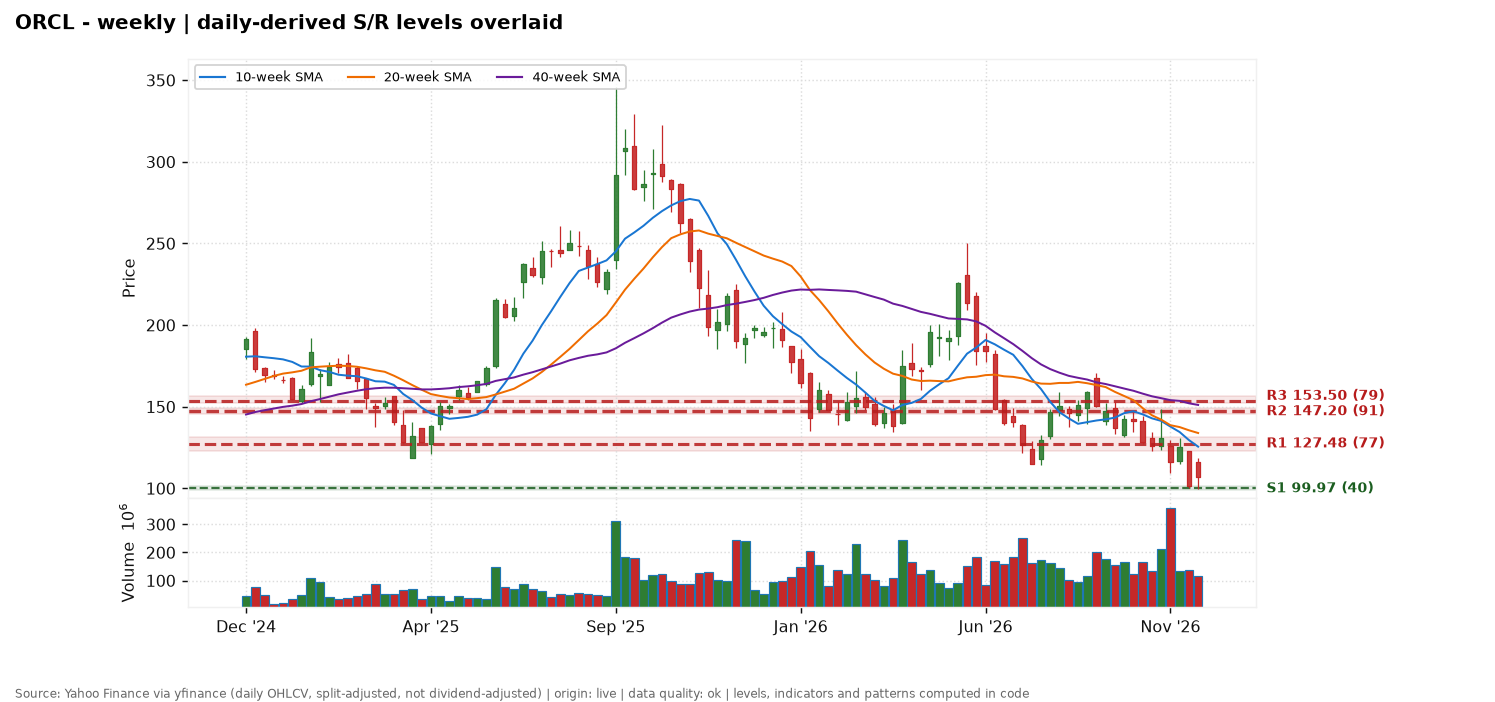 ORCL - weekly | daily-derived S/R levels overlaid
10-week SMA 20-week SMA 40-week SMA
Price
350
300
250
200
150
100
R3 153.50 (79)
R2 147.20 (91)
R1 127.48 (77)
S1 99.97 (40)
Volume 10⁶
300
200
100
Dec '24 Apr '25 Sep '25 Jan '26 Jun '26 Nov '26
Source: Yahoo Finance via yfinance (daily OHLCV, split-adjusted, not dividend-adjusted) | origin: live | data quality: ok | levels, indicators and patterns computed in code